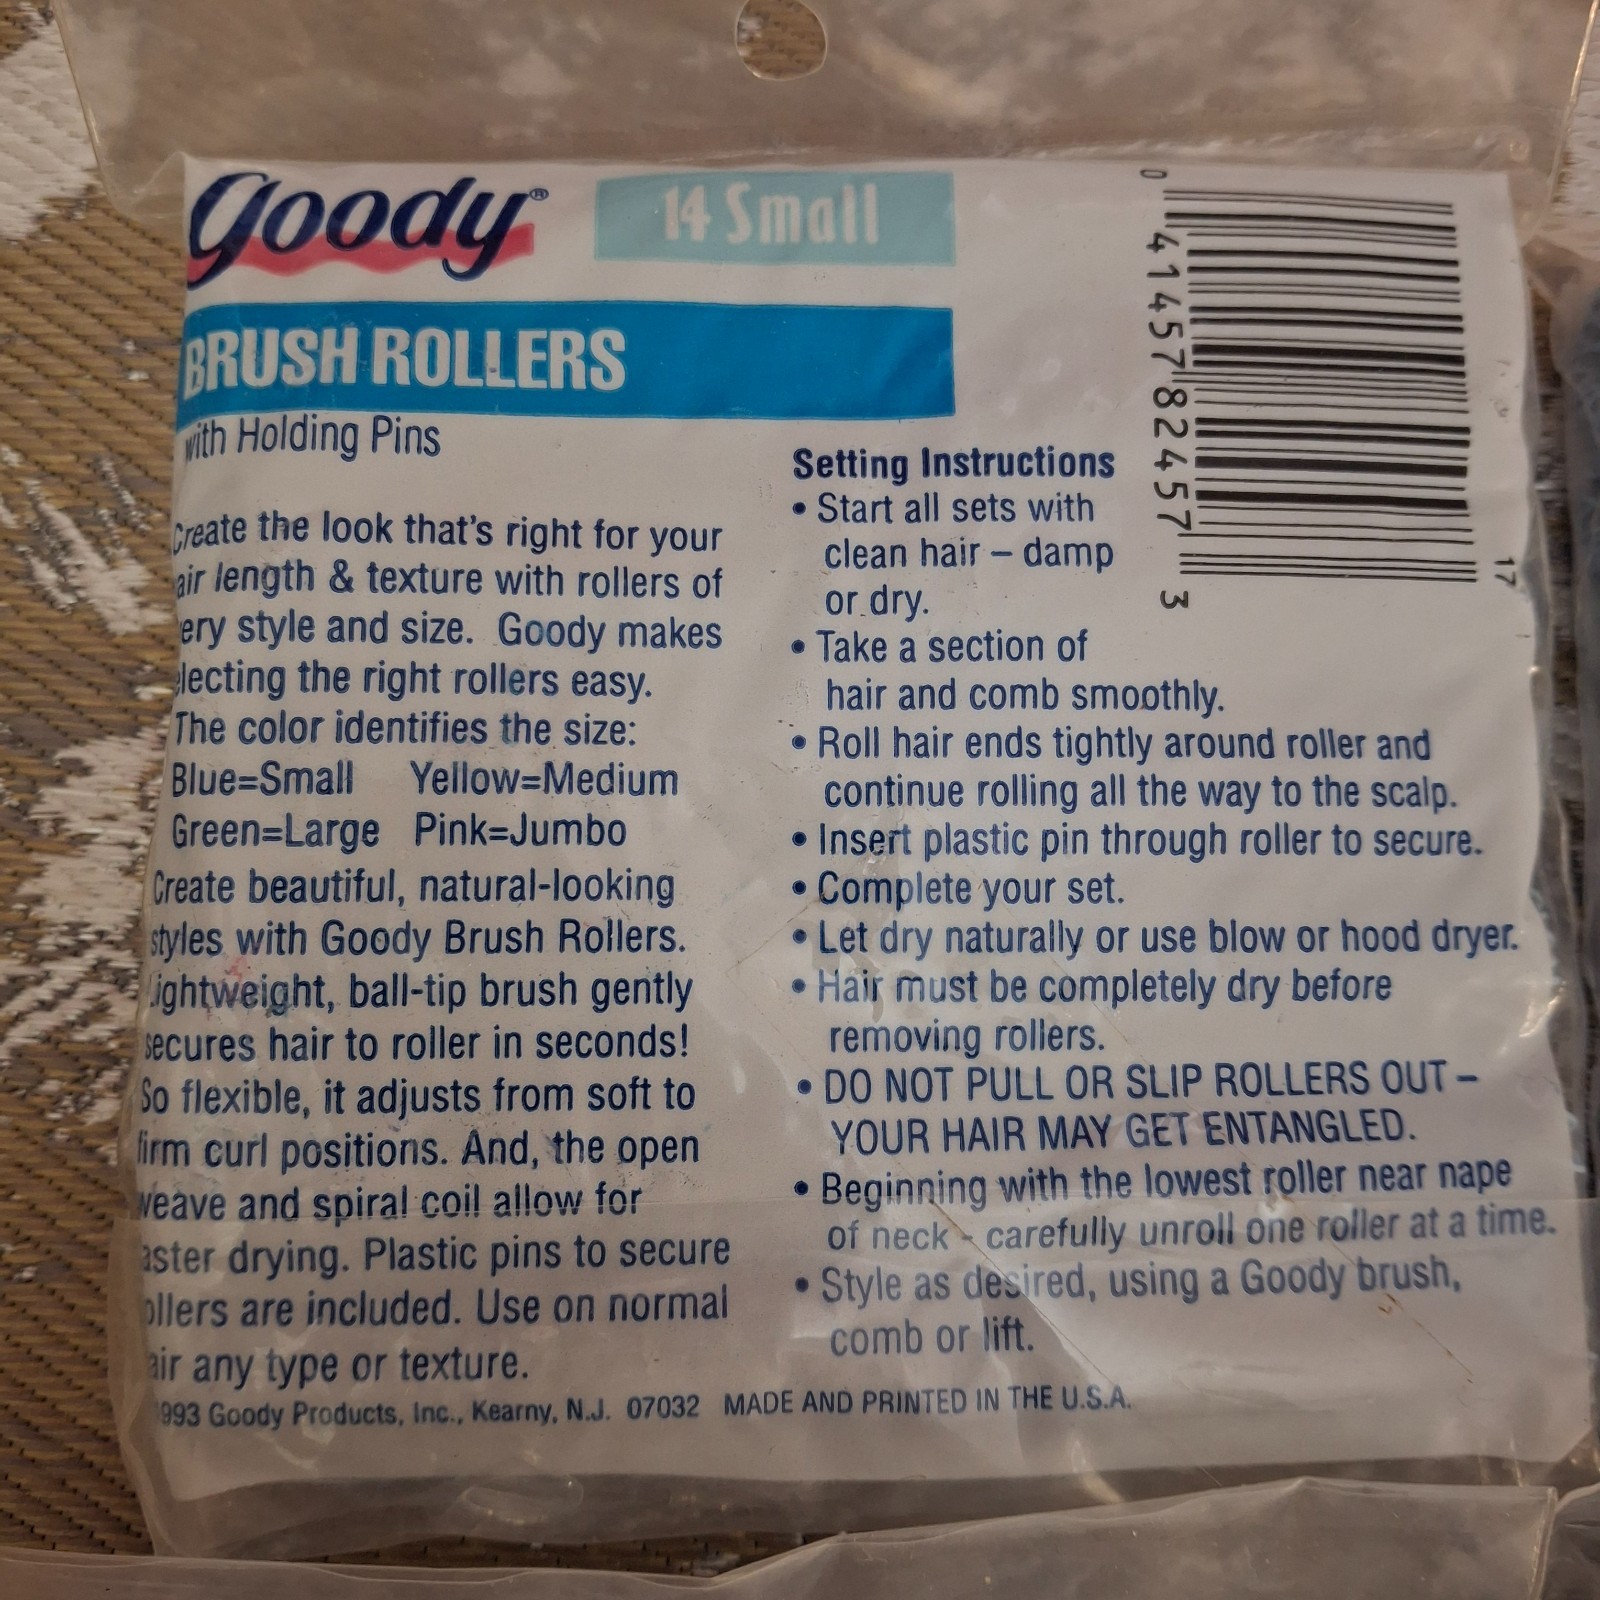 goody®
14 Small
BRUSH ROLLERS
with Holding Pins
Create the look that's right for your
air length & texture with rollers of
ery style and size. Goody makes
electing the right rollers easy.
The color identifies the size:
Blue=Small Yellow=Medium
Green=Large Pink=Jumbo
Create beautiful, natural-looking
styles with Goody Brush Rollers.
Lightweight, ball-tip brush gently
secures hair to roller in seconds!
So flexible, it adjusts from soft to
firm curl positions. And, the open
weave and spiral coil allow for
aster drying. Plastic pins to secure
ollers are included. Use on normal
air any type or texture.
1993 Goody Products, Inc., Kearny, N.J. 07032 MADE AND PRINTED IN THE U.S.A.
Setting Instructions
• Start all sets with
clean hair – damp
or dry.
• Take a section of
hair and comb smoothly.
• Roll hair ends tightly around roller and
continue rolling all the way to the scalp.
• Insert plastic pin through roller to secure.
• Complete your set.
• Let dry naturally or use blow or hood dryer.
• Hair must be completely dry before
removing rollers.
• DO NOT PULL OR SLIP ROLLERS OUT –
YOUR HAIR MAY GET ENTANGLED.
• Beginning with the lowest roller near nape
of neck - carefully unroll one roller at a time.
• Style as desired, using a Goody brush,
comb or lift.
0 41457 82457 3
17